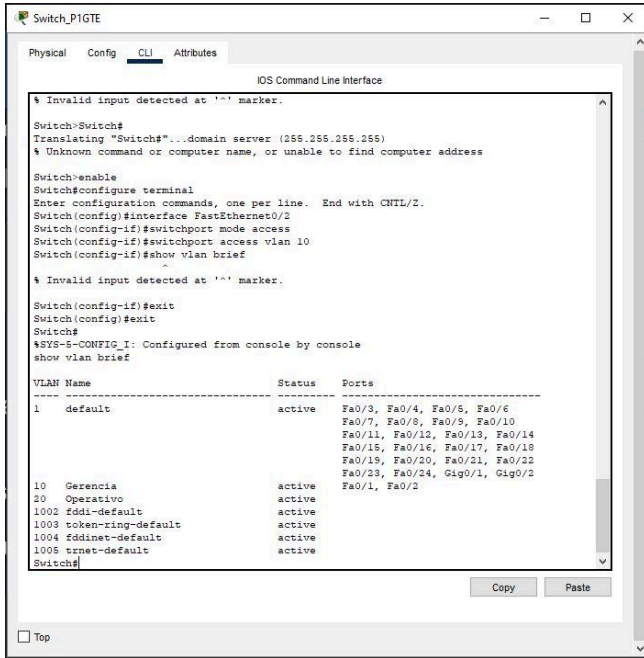 Switch_P1GTE
Physical Config CLI Attributes
IOS Command Line Interface
% Invalid input detected at '^' marker.
Switch>Switch#
Translating "Switch#"...domain server (255.255.255.255)
% Unknown command or computer name, or unable to find computer address
Switch>enable
Switch#configure terminal
Enter configuration commands, one per line.  End with CNTL/Z.
Switch(config)#interface FastEthernet0/2
Switch(config-if)#switchport mode access
Switch(config-if)#switchport access vlan 10
Switch(config-if)#show vlan brief
^
% Invalid input detected at '^' marker.
Switch(config-if)#exit
Switch(config)#exit
Switch#
%SYS-5-CONFIG_I: Configured from console by console
show vlan brief
VLAN Name Status Ports
---- -------------------------------- --------- -------------------------------
1 default active Fa0/3, Fa0/4, Fa0/5, Fa0/6
Fa0/7, Fa0/8, Fa0/9, Fa0/10
Fa0/11, Fa0/12, Fa0/13, Fa0/14
Fa0/15, Fa0/16, Fa0/17, Fa0/18
Fa0/19, Fa0/20, Fa0/21, Fa0/22
Fa0/23, Fa0/24, Gig0/1, Gig0/2
10 Gerencia active Fa0/1, Fa0/2
20 Operativo active
1002 fddi-default active
1003 token-ring-default active
1004 fddinet-default active
1005 trnet-default active
Switch#
Copy Paste
Top